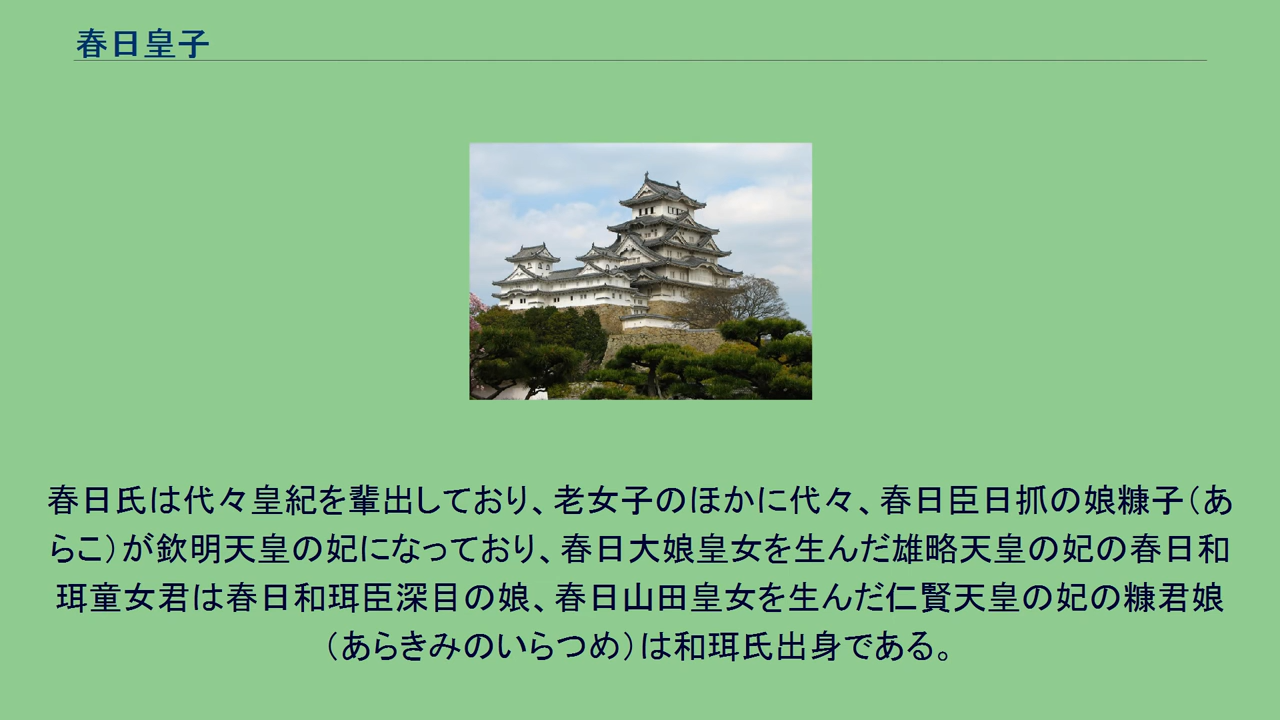 春日皇子
春日氏は代々皇紀を輩出しており、老女子のほかに代々、春日臣日抓の娘糠子（あ
らこ）が欽明天皇の妃になっており、春日大娘皇女を生んだ雄略天皇の妃の春日和
珥童女君は春日和珥臣深目の娘、春日山田皇女を生んだ仁賢天皇の妃の糠君娘
（あらきみのいらつめ）は和珥氏出身である。